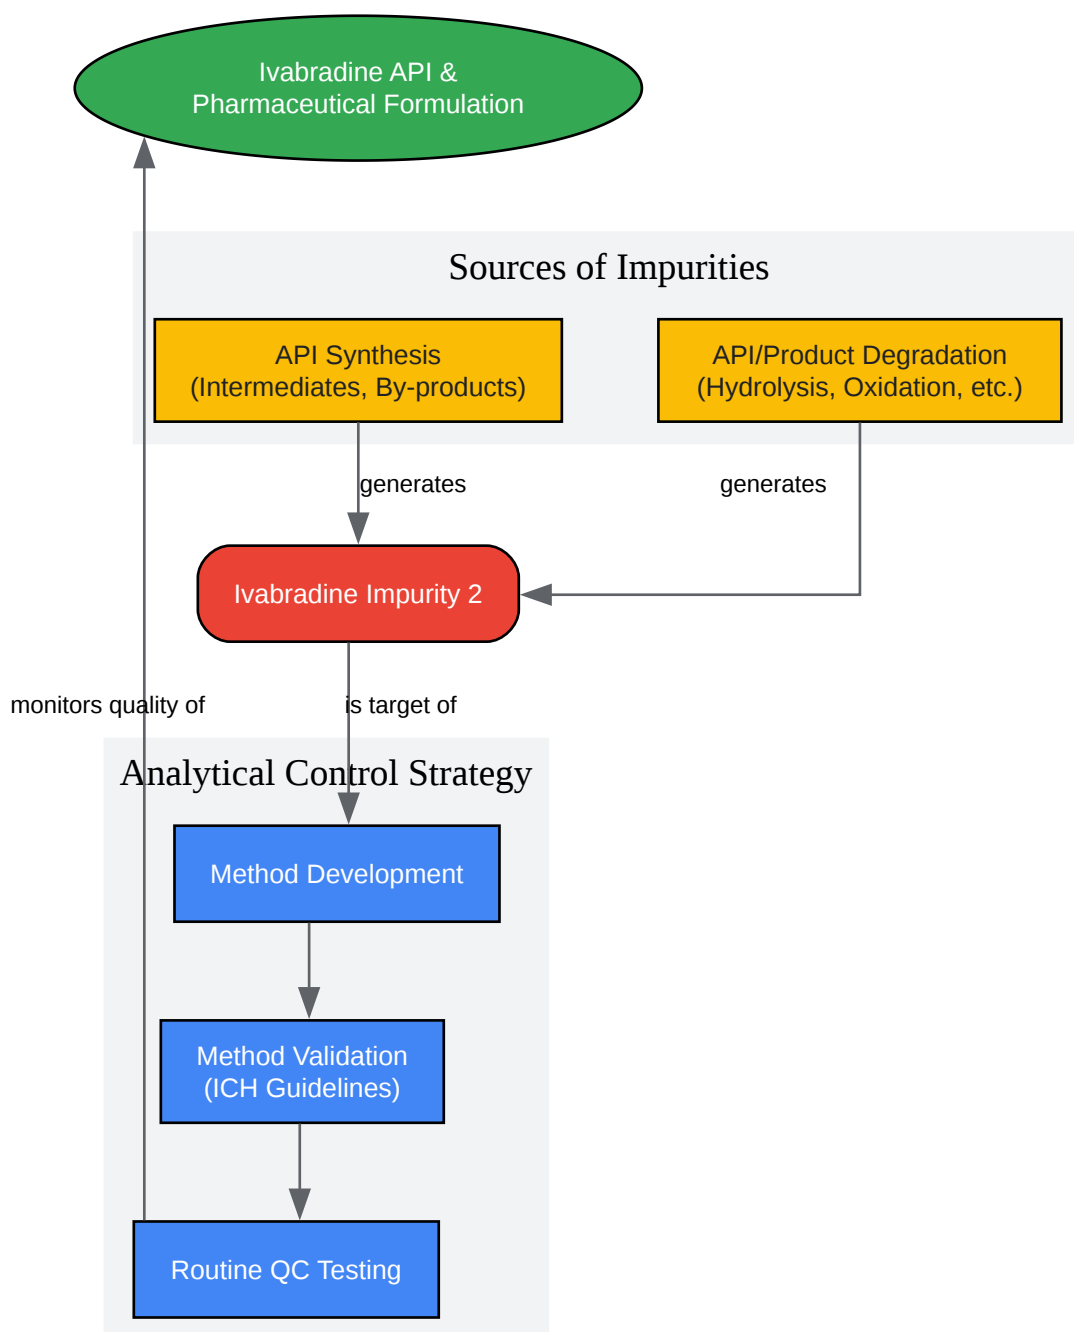 Ivabradine API &
Pharmaceutical Formulation
Sources of Impurities
API Synthesis
(Intermediates, By-products)
API/Product Degradation
(Hydrolysis, Oxidation, etc.)
generates
generates
Ivabradine Impurity 2
monitors quality of
is target of
Analytical Control Strategy
Method Development
Method Validation
(ICH Guidelines)
Routine QC Testing